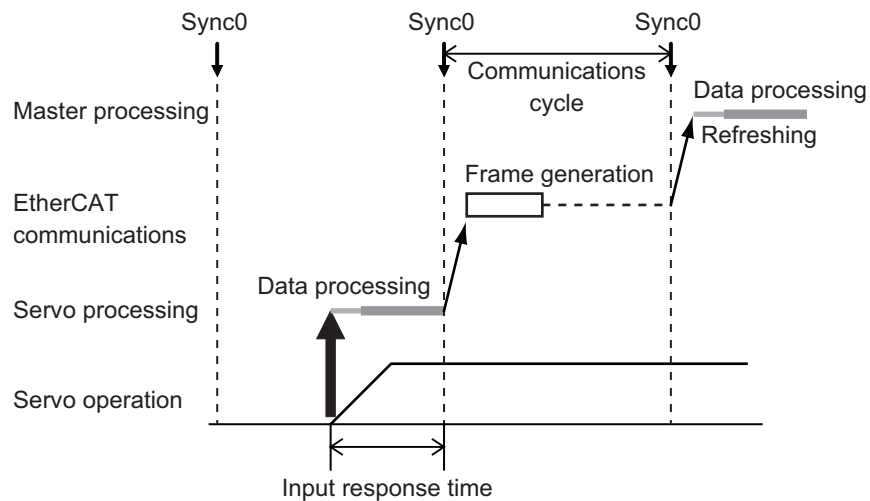 Sync0 Sync0 Sync0
Communications
cycle
Master processing
Data processing
Refreshing
Frame generation
EtherCAT
communications
Data processing
Servo processing
Servo operation
Input response time